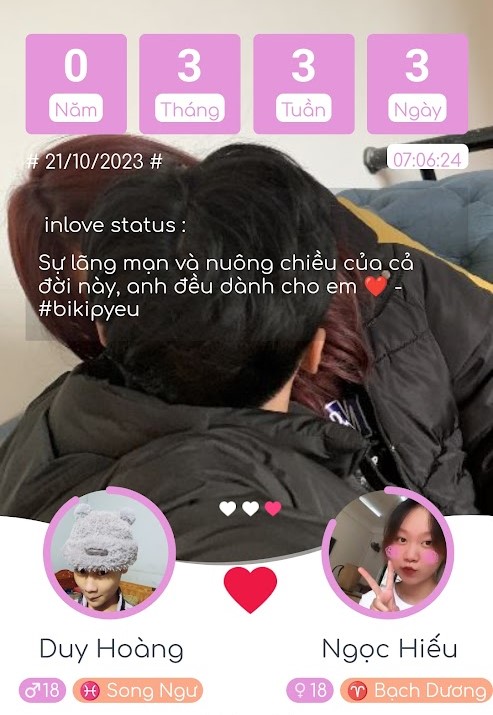 0 3 3 3
Năm Tháng Tuần Ngày
# 21/10/2023 # 07:06:24
inlove status :
Sự lãng mạn và nuông chiều của cả
đời này, anh đều dành cho em ❤️ -
#bikipyeu
Duy Hoàng Ngọc Hiếu
♂18 ♓ Song Ngư ♀18 ♈ Bạch Dương